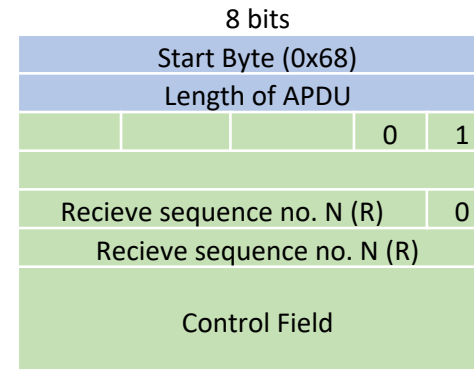 8 bits
Start Byte (0x68)
Length of APDU
0 1
Recieve sequence no. N (R) 0
Recieve sequence no. N (R)
Control Field